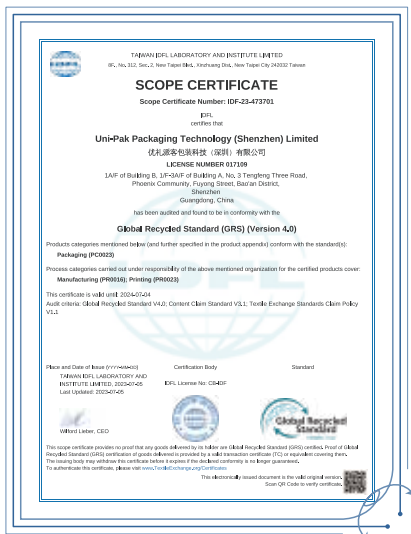 TAIWAN IDFL LABORATORY AND INSTITUTE LIMITED
8F., No. 312, Sec. 2, New Taipei Blvd., Xinzhuang Dist., New Taipei City 242032 Taiwan
SCOPE CERTIFICATE
Scope Certificate Number: IDF-23-473701
IDFL
certifies that
Uni-Pak Packaging Technology (Shenzhen) Limited
优礼派客包装科技（深圳）有限公司
LICENSE NUMBER 017109
1A/F of Building B, 1/F-3A/F of Building A, No, 3 Tengfeng Three Road,
Phoenix Community, Fuyong Street, Bao'an District,
Shenzhen
Guangdong, China
has been audited and found to be in conformity with the
Global Recycled Standard (GRS) (Version 4.0)
Products categories mentioned below (and further specified in the product appendix) conform with the standard(s):
Packaging (PC0023)
Process categories carried out under responsibility of the above mentioned organization for the certified products cover:
Manufacturing (PR0016); Printing (PR0023)
This certificate is valid until: 2024-07-04
Audit criteria: Global Recycled Standard V4.0; Content Claim Standard V3.1; Textile Exchange Standards Claim Policy
V1.1
Place and Date of Issue (YYYY-MM-DD)
Certification Body
Standard
TAIWAN IDFL LABORATORY AND
INSTITUTE LIMITED, 2023-07-05
Last Updated: 2023-07-05
IDFL License No: CB-IDF
Wilford Lieber, CEO
Global Recycled
Standard
This scope certificate provides no proof that any goods delivered by its holder are Global Recycled Standard (GRS) certified. Proof of Global
Recycled Standard (GRS) certification of goods delivered is provided by a valid transaction certificate (TC) or equivalent covering them.
The issuing body may withdraw this certificate before it expires if the declared conformity is no longer guaranteed.
To authenticate this certificate, please visit www.TextileExchange.org/Certificates
This electronically issued document is the valid original version.
Scan QR Code to verify certificate.
IDFL